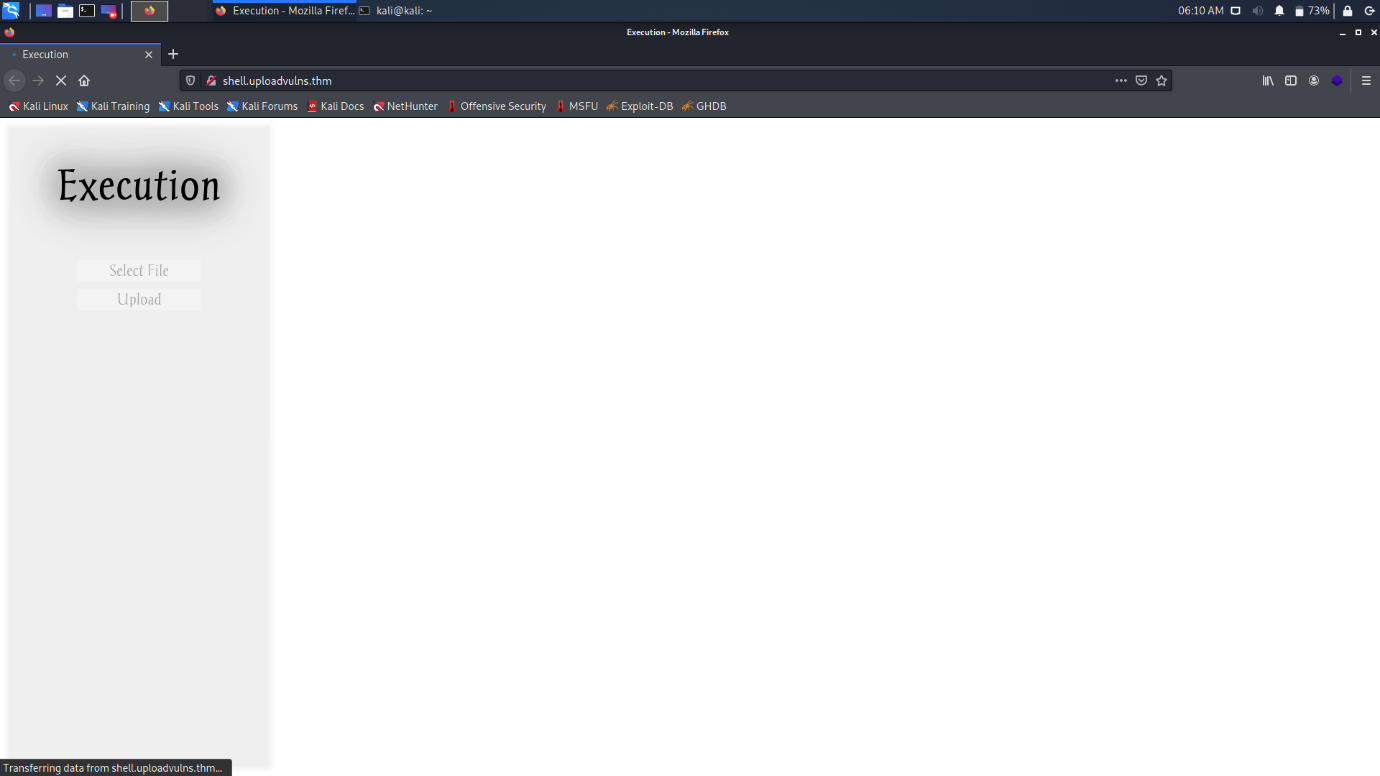 Execution - Mozilla Firef... kali@kali: ~ 06:10 AM 73%
Execution - Mozilla Firefox
Execution
shell.uploadvulns.thm
Kali Linux Kali Training Kali Tools Kali Forums Kali Docs NetHunter Offensive Security MSFU Exploit-DB GHDB
Execution
Select File
Upload
Transferring data from shell.uploadvulns.thm...